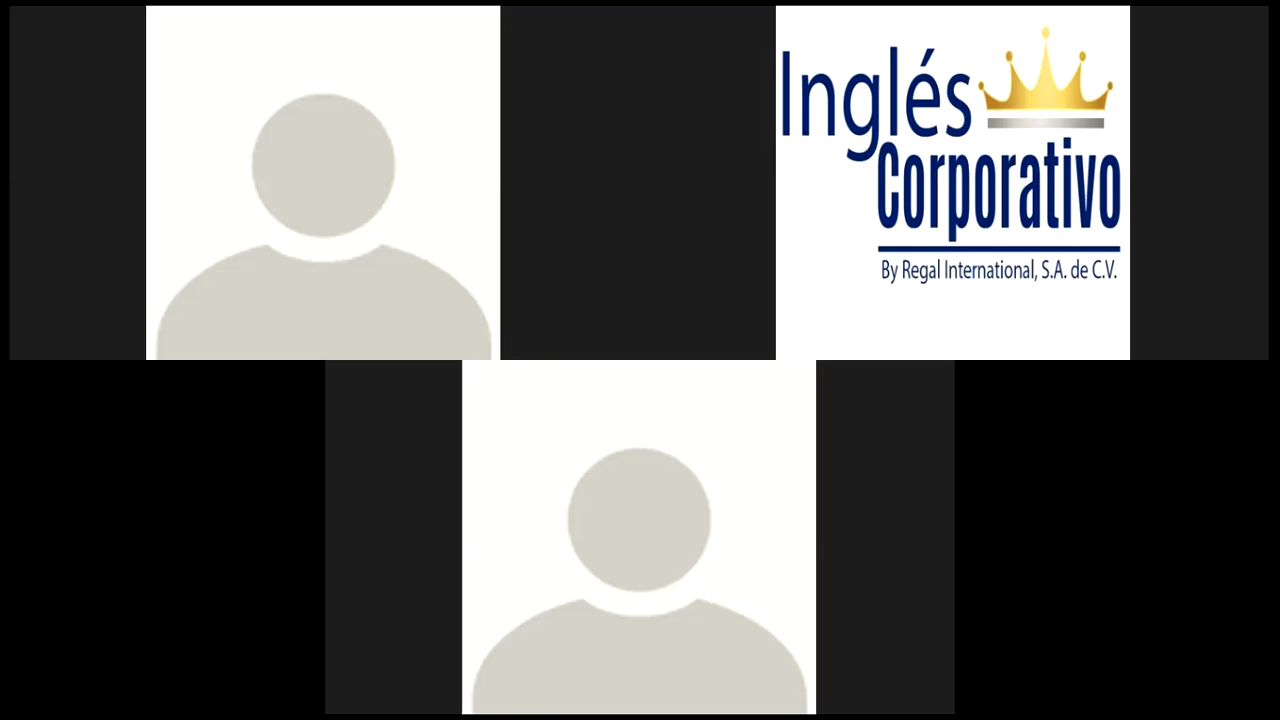 Inglés
Corporativo
By Regal International, S.A. de C.V.